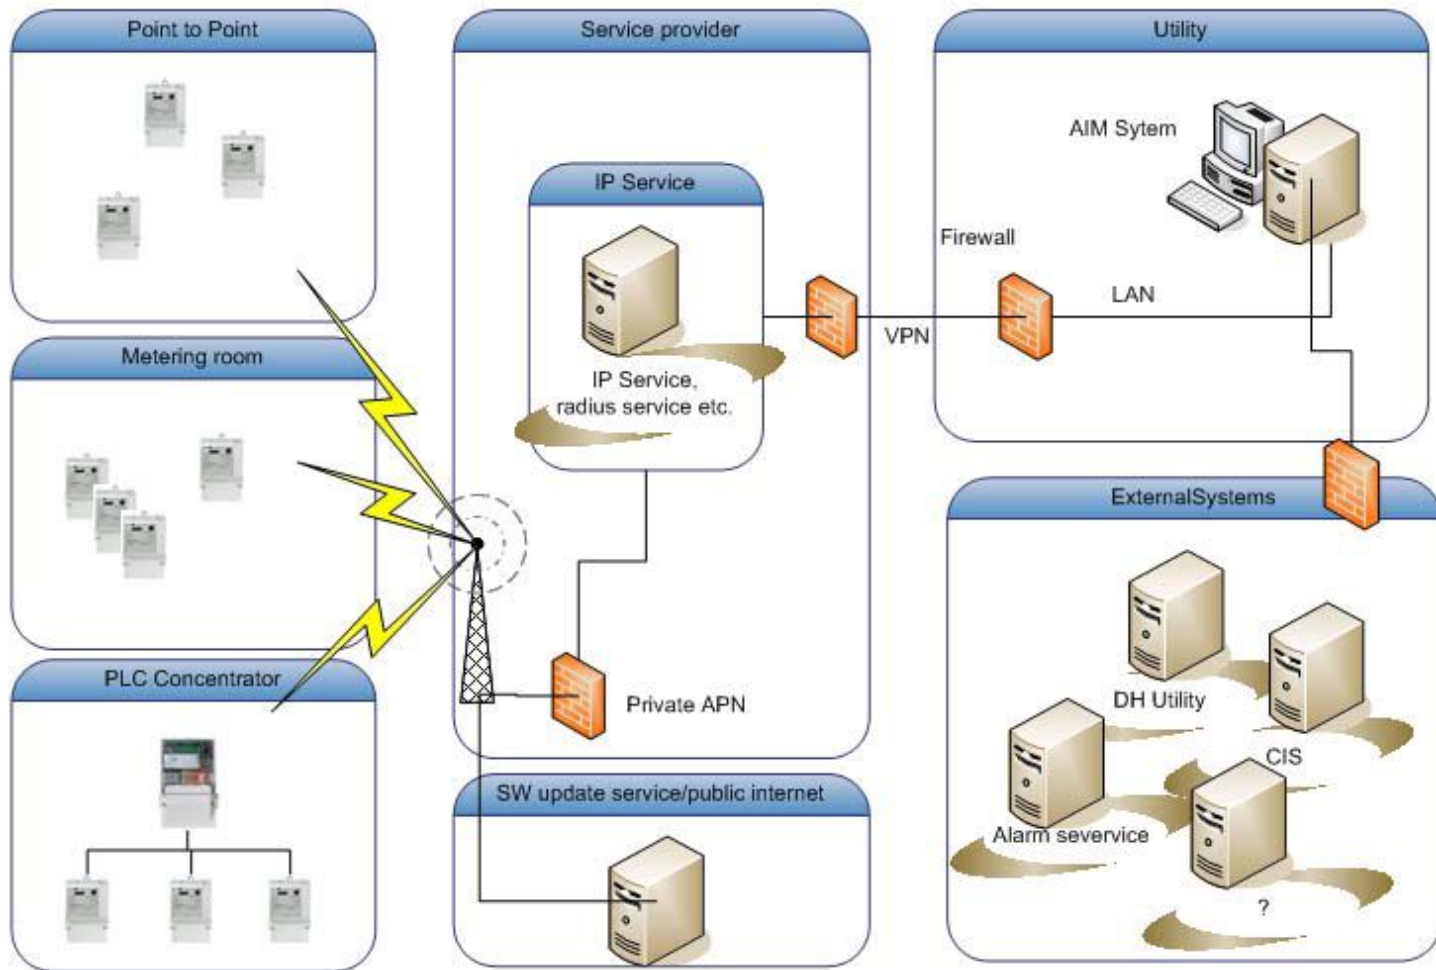 Point to Point
Service provider
Utility
AIM Sytem
IP Service
Firewall
LAN
VPN
IP Service,
radius service etc.
Metering room
ExternalSystems
PLC Concentrator
Private APN
DH Utility
CIS
SW update service/public internet
Alarm severvice
?